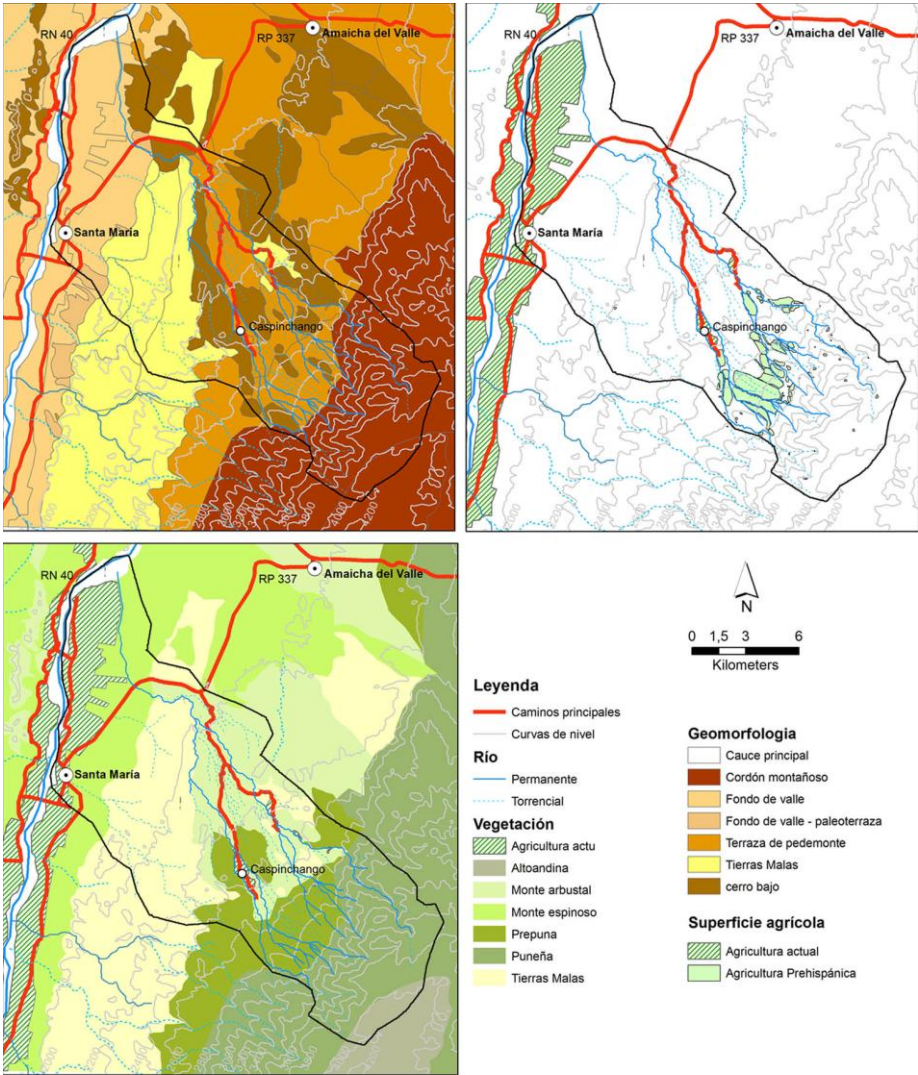 RN 40
RP 337
Amaicha del Valle
Santa María
Caspinchango
RN 40
RP 337
Amaicha del Valle
Santa María
Caspinchango
RN 40
RP 337
Amaicha del Valle
Santa María
Caspinchango
N
0 1,5 3 6
Kilometers
Leyenda
Caminos principales
Curvas de nivel
Río
Permanente
Torrencial
Vegetación
Agricultura actu
Altoandina
Monte arbustal
Monte espinoso
Prepuna
Puneña
Tierras Malas
Geomorfologia
Cauce principal
Cordón montañoso
Fondo de valle
Fondo de valle - paleoterraza
Terraza de pedemonte
Tierras Malas
cerro bajo
Superficie agrícola
Agricultura actual
Agricultura Prehispánica